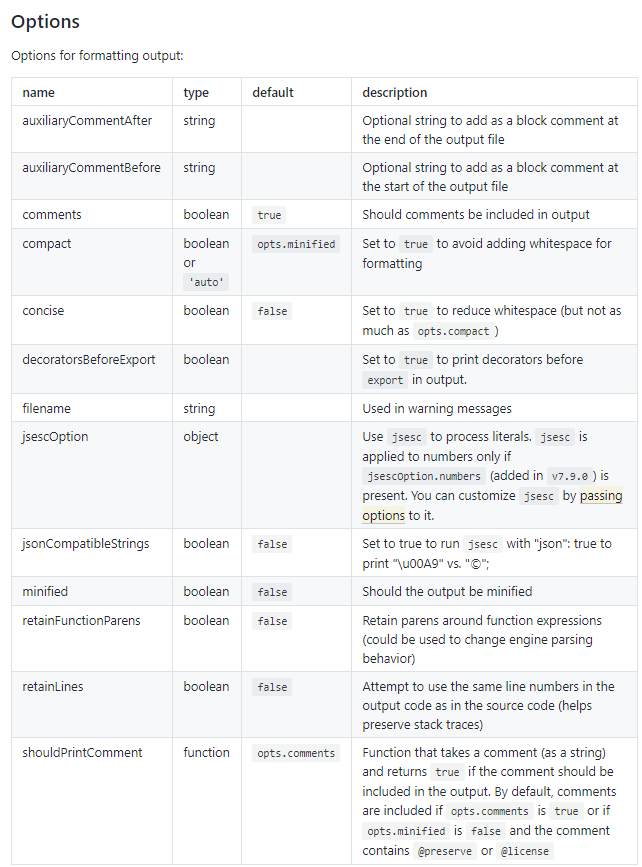 Options
Options for formatting output:
name type default description
auxiliaryCommentAfter string Optional string to add as a block comment at
the end of the output file
auxiliaryCommentBefore string Optional string to add as a block comment at
the start of the output file
comments boolean true Should comments be included in output
compact boolean opts.minified Set to true to avoid adding whitespace for
or formatting
'auto'
concise boolean false Set to true to reduce whitespace (but not as
much as opts.compact )
decoratorsBeforeExport boolean Set to true to print decorators before
export in output.
filename string Used in warning messages
jsescOption object Use jsesc to process literals. jsesc is
applied to numbers only if
jsescOption.numbers (added in v7.9.0 ) is
present. You can customize jsesc by passing
options to it.
jsonCompatibleStrings boolean false Set to true to run jsesc with "json": true to
print "\u00A9" vs. "©";
minified boolean false Should the output be minified
retainFunctionParens boolean false Retain parens around function expressions
(could be used to change engine parsing
behavior)
retainLines boolean false Attempt to use the same line numbers in the
output code as in the source code (helps
preserve stack traces)
shouldPrintComment function opts.comments Function that takes a comment (as a string)
and returns true if the comment should be
included in the output. By default, comments
are included if opts.comments is true or if
opts.minified is false and the comment
contains @preserve or @license